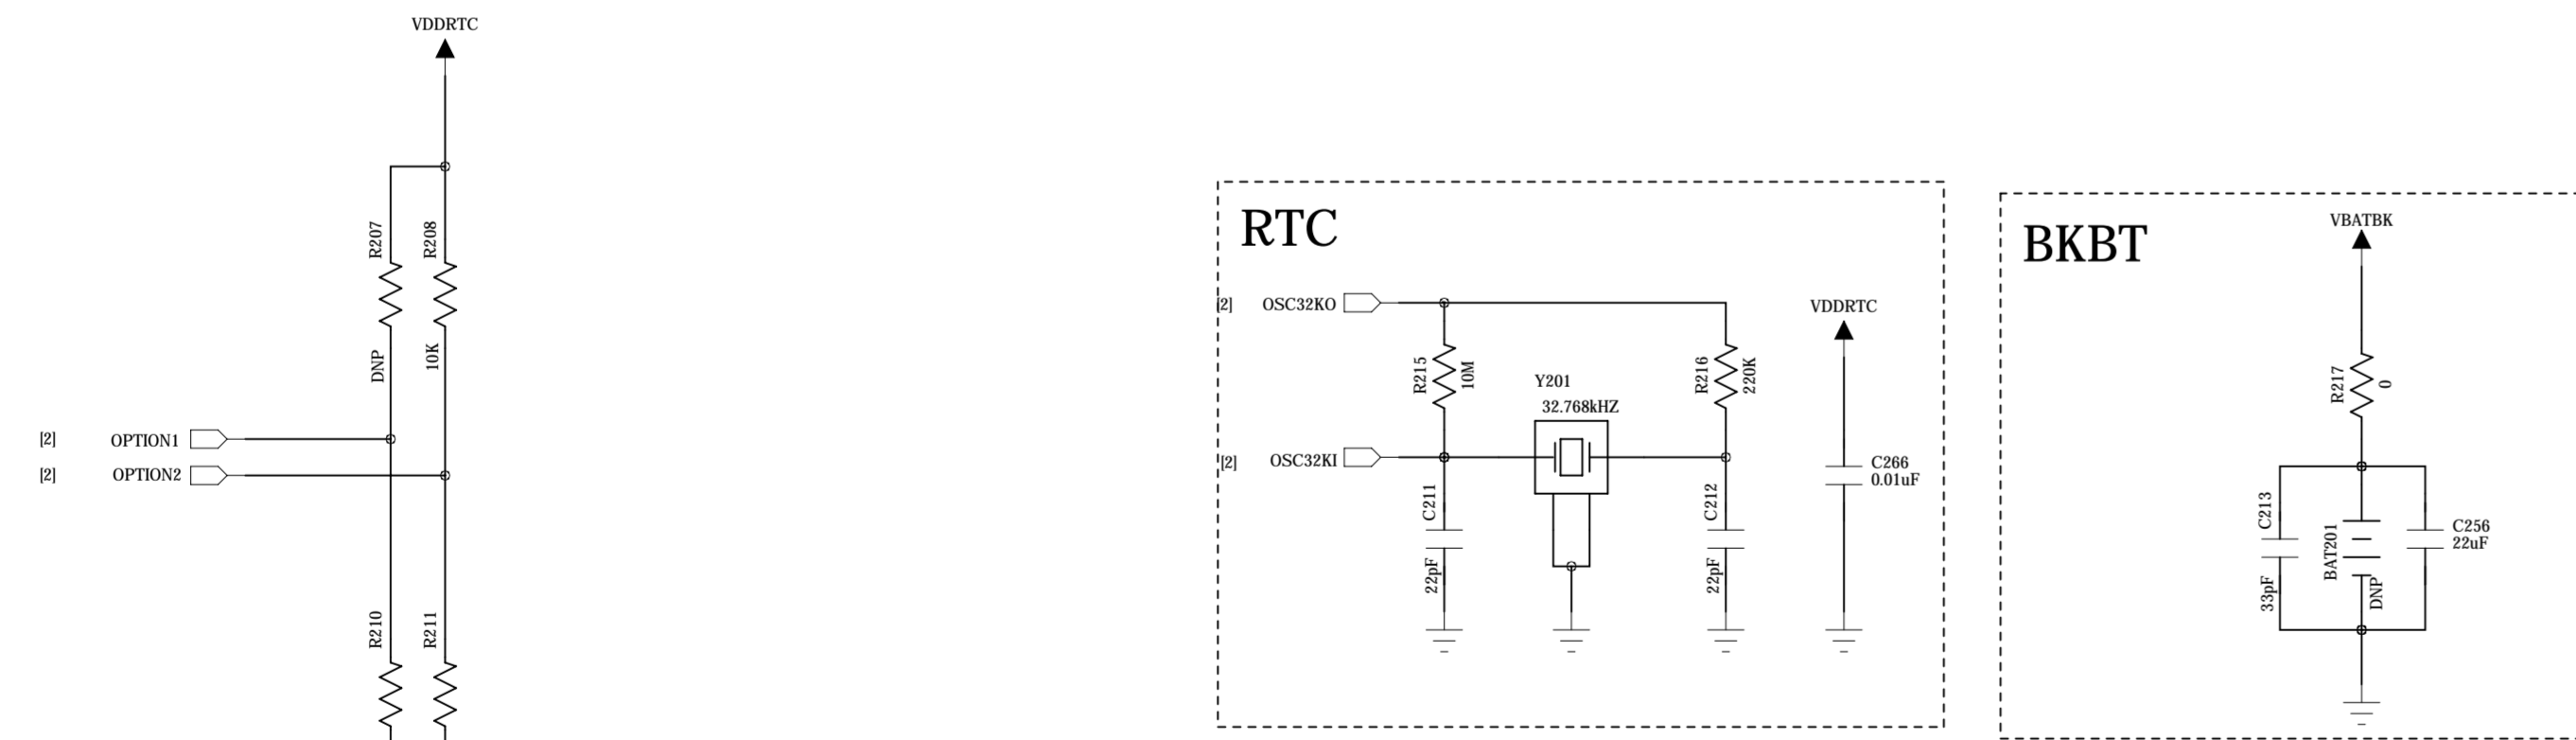 VDDRTC
R207
R208
DNP
10K
[2] OPTION1
[2] OPTION2
R210
R211
RTC
[2] OSC32KO
R215
10M
Y201
32.768kHZ
R216
220K
VDDRTC
[2] OSC32KI
C211
22pF
C212
22pF
C266
0.01uF
BKBT
VBATBK
R217
0
C213
33pF
BAT201
DNP
C256
22uF